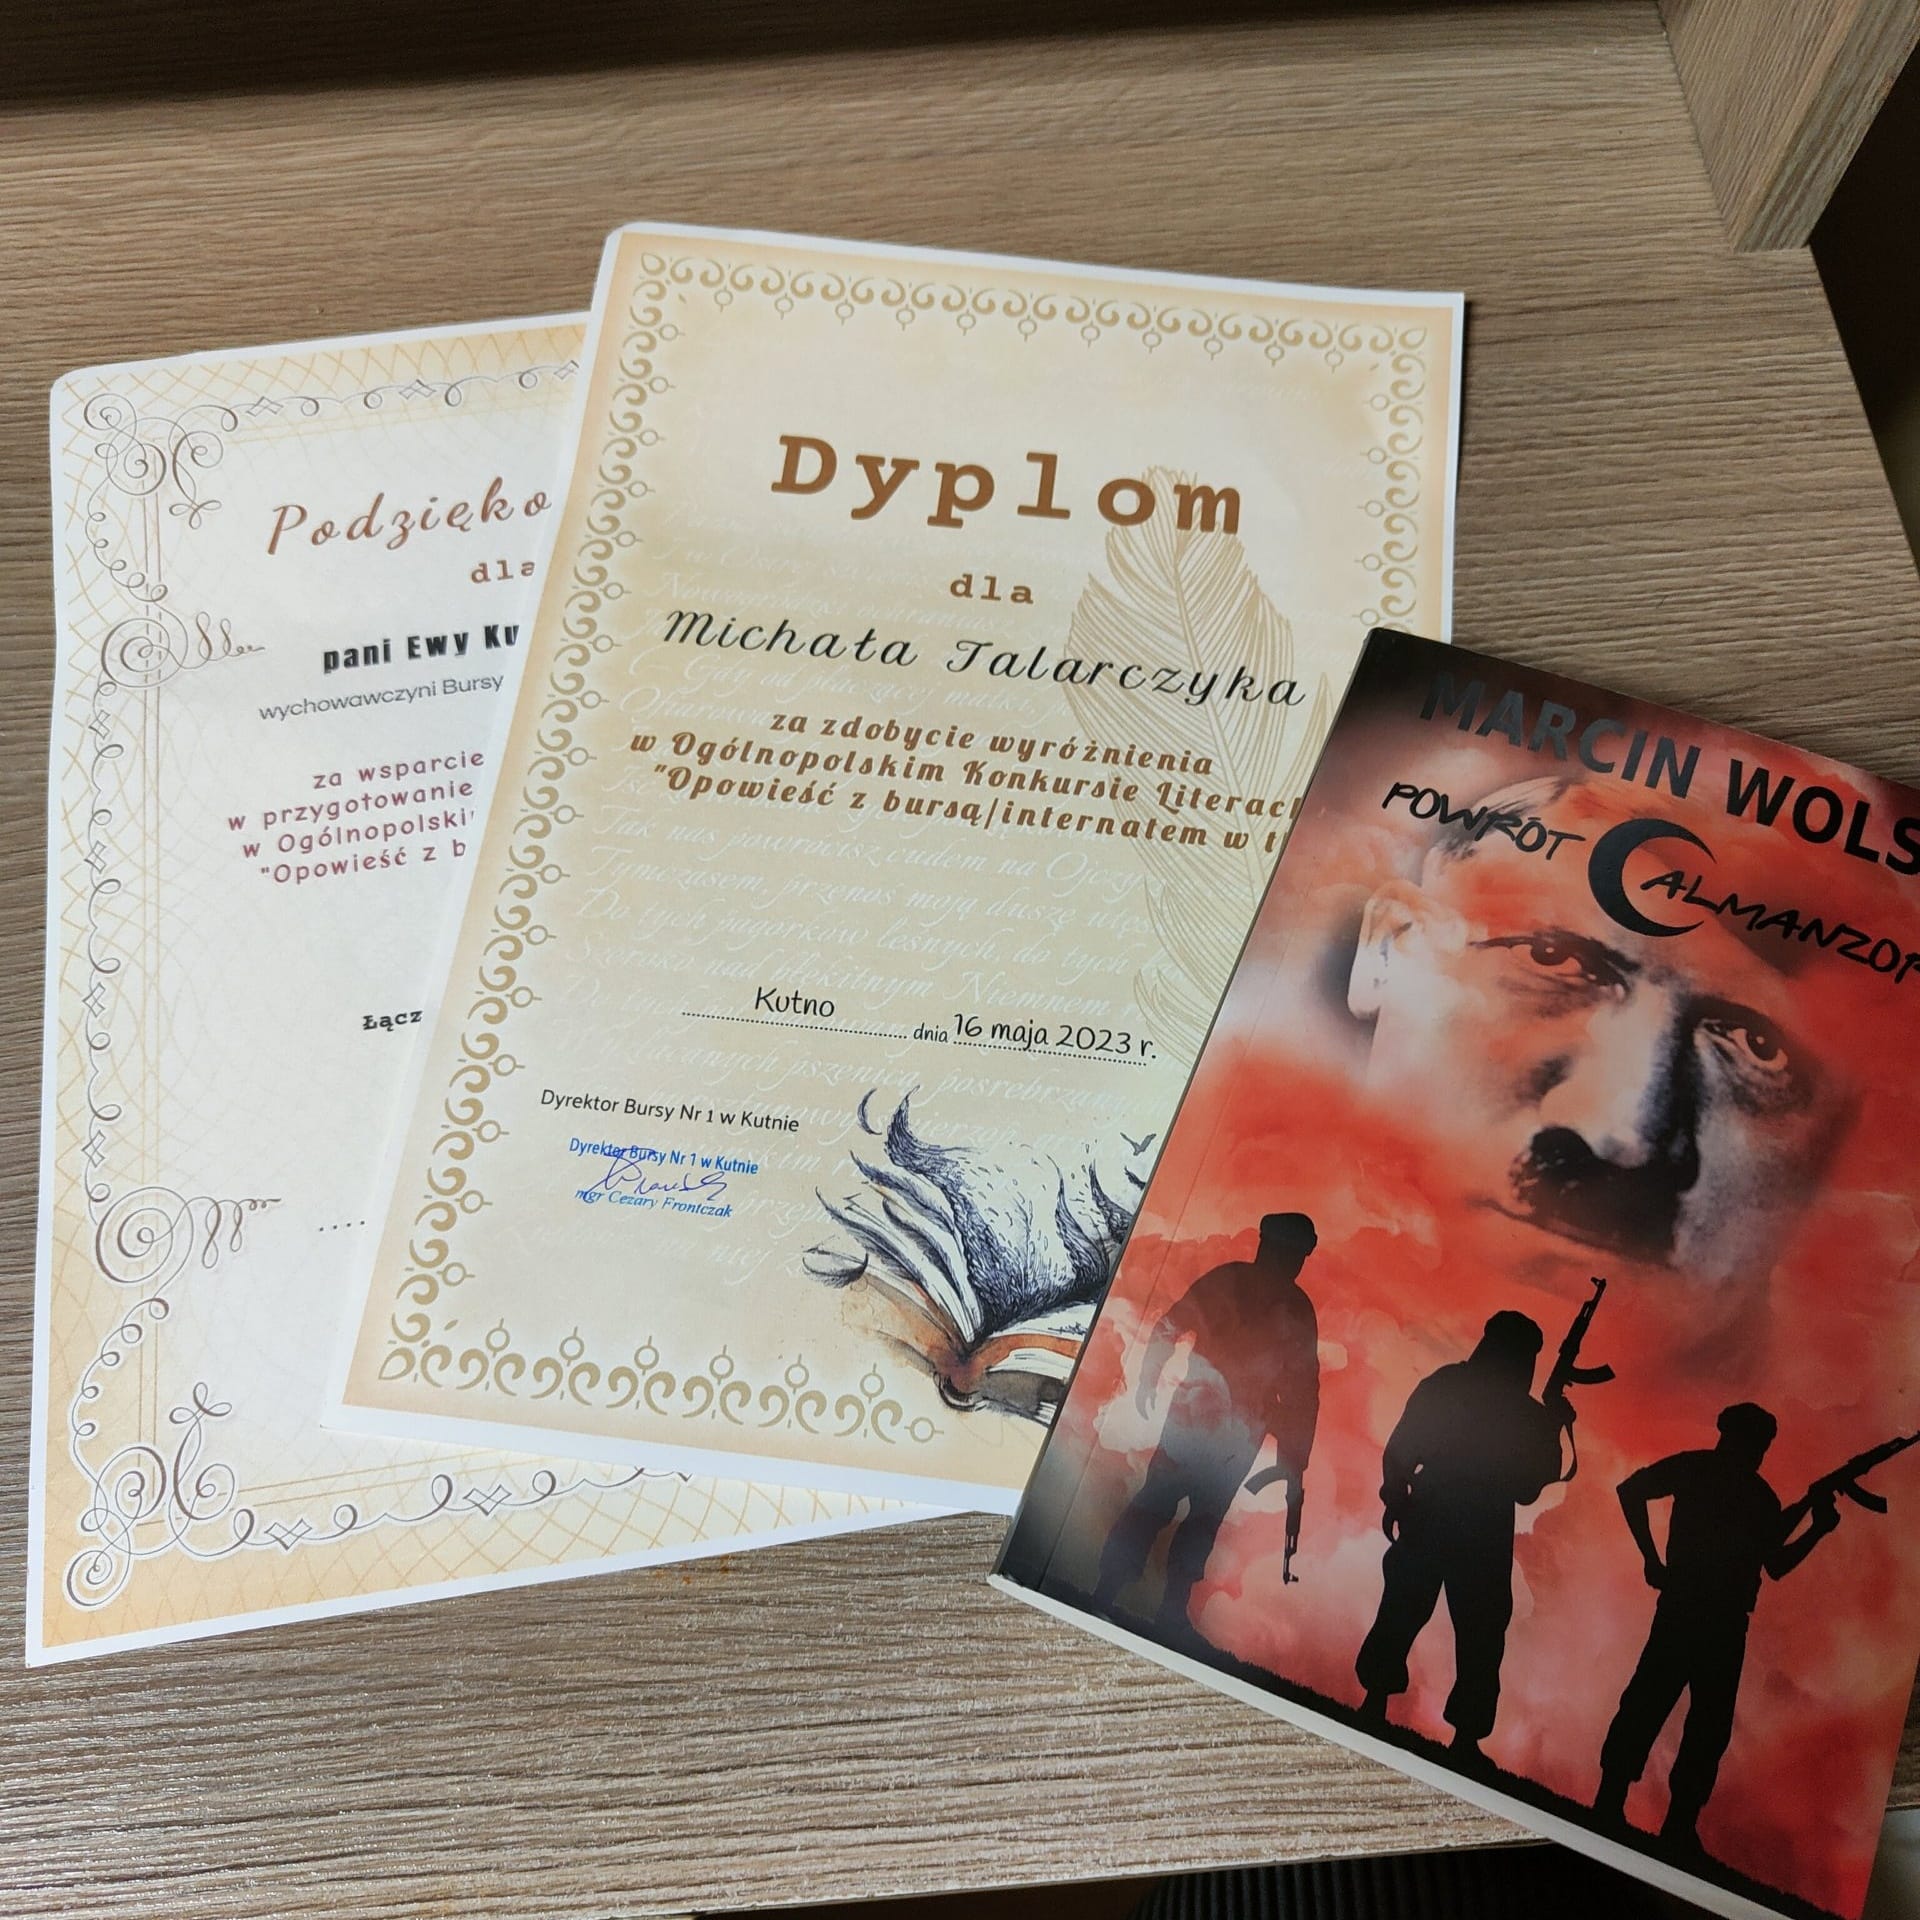 Podzięko
dla
pani Ewy Ku
wychowawczyni Bursy
za wsparcie
w przygotowanie
w Ogólnopolski
"Opowieść z b
Łącz
....
Dyplom
dla
Michała Talarczyka
za zdobycie wyróżnienia
w Ogólnopolskim Konkursie Literac
"Opowieść z bursą/internatem w t
Kutno dnia 16 maja 2023 r.
Dyrektor Bursy Nr 1 w Kutnie
Dyrektor Bursy Nr 1 w Kutnie
mgr Cezary Frontczak
MARCIN WOLS
POWRÓT
ALMANZOR